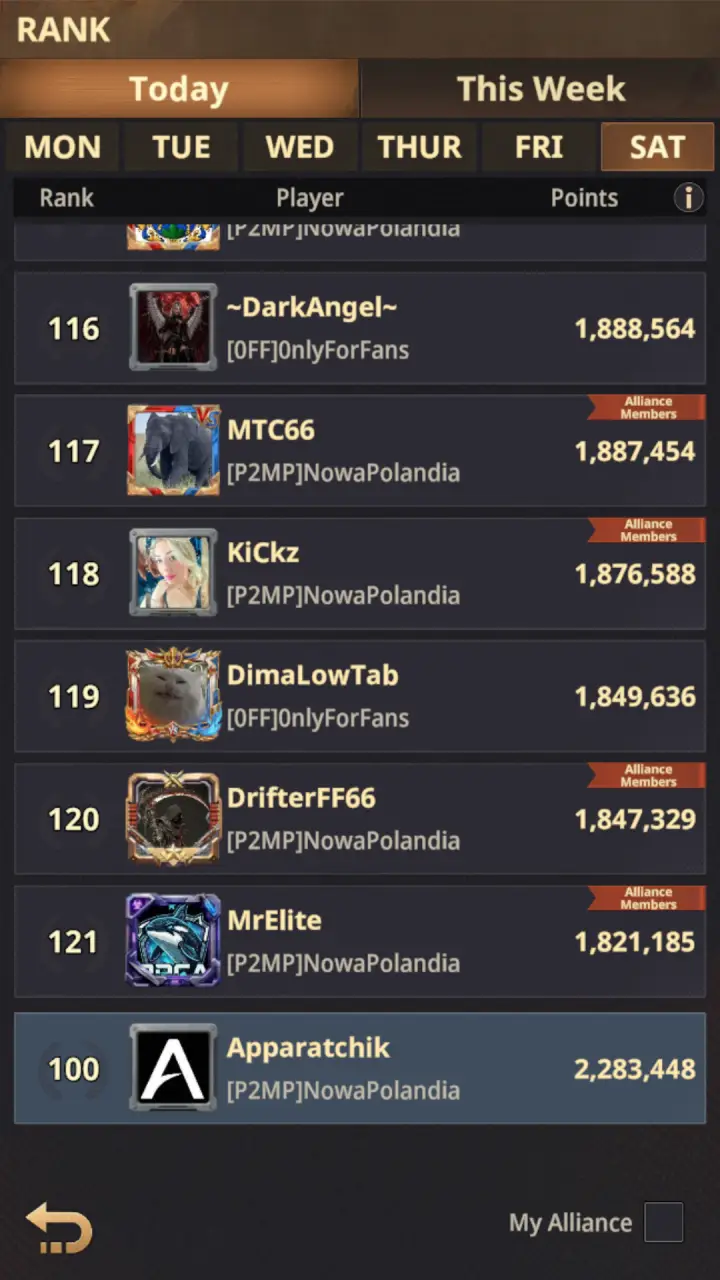 RANK
Today This Week
MON TUE WED THUR FRI SAT
Rank Player Points i
[P2MP]NowaPolandia
116 ~DarkAngel~ 1,888,564
[0FF]0nlyForFans
Alliance Members
117 MTC66 1,887,454
[P2MP]NowaPolandia
Alliance Members
118 KiCkz 1,876,588
[P2MP]NowaPolandia
119 DimaLowTab 1,849,636
[0FF]0nlyForFans
Alliance Members
120 DrifterFF66 1,847,329
[P2MP]NowaPolandia
Alliance Members
121 MrElite 1,821,185
[P2MP]NowaPolandia
100 A Apparatchik 2,283,448
[P2MP]NowaPolandia
My Alliance